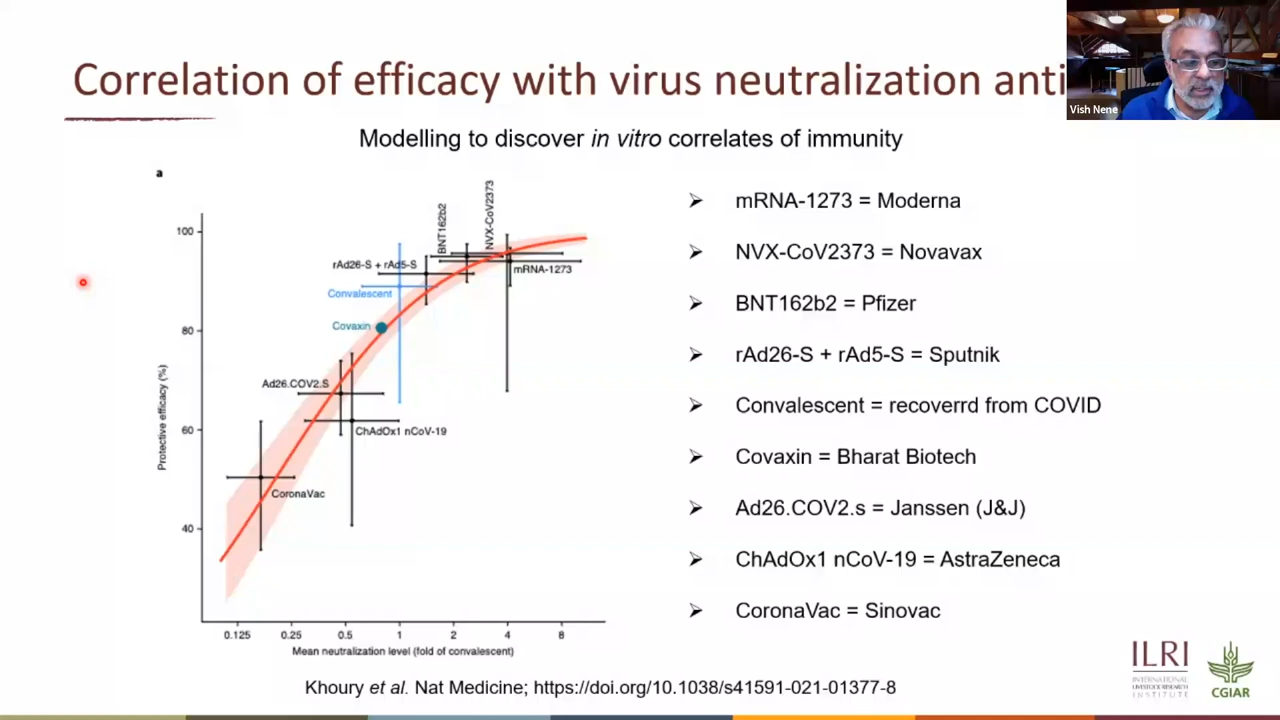 Correlation of efficacy with virus neutralization anti
Vish Nene
Modelling to discover in vitro correlates of immunity
a
Protective efficacy (%)
100
80
60
40
rAd26-S + rAd5-S
BNT162b2
NVX-CoV2373
mRNA-1273
Convalescent
Covaxin
Ad26.COV2.S
ChAdOx1 nCoV-19
CoronaVac
0.125 0.25 0.5 1 2 4 8
Mean neutralization level (fold of convalescent)
➢ mRNA-1273 = Moderna
➢ NVX-CoV2373 = Novavax
➢ BNT162b2 = Pfizer
➢ rAd26-S + rAd5-S = Sputnik
➢ Convalescent = recoverrd from COVID
➢ Covaxin = Bharat Biotech
➢ Ad26.COV2.s = Janssen (J&J)
➢ ChAdOx1 nCoV-19 = AstraZeneca
➢ CoronaVac = Sinovac
Khoury et al. Nat Medicine; https://doi.org/10.1038/s41591-021-01377-8
ILRI
INTERNATIONAL
LIVESTOCK RESEARCH
INSTITUTE
CGIAR